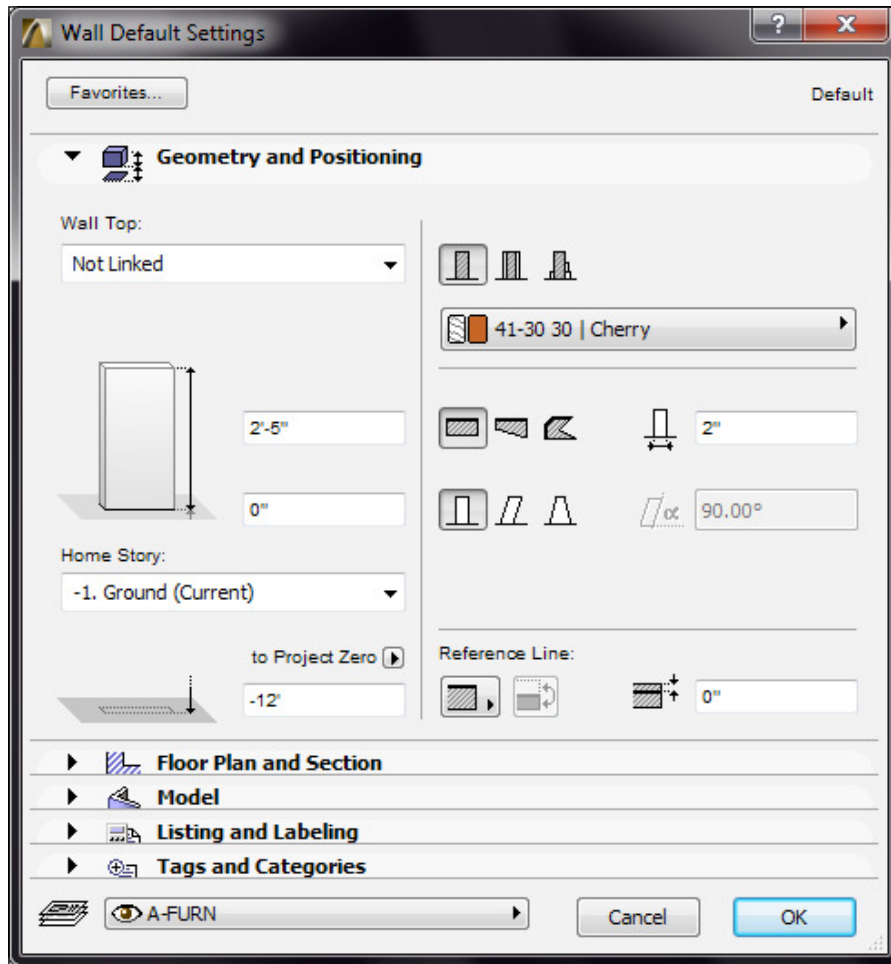 Wall Default Settings
?
X
Favorites...
Default
Geometry and Positioning
Wall Top:
Not Linked
41-30 30 | Cherry
2'-5"
2"
0"
α
90.00°
Home Story:
-1. Ground (Current)
to Project Zero
Reference Line:
-12'
0"
Floor Plan and Section
Model
Listing and Labeling
Tags and Categories
A-FURN
Cancel
OK